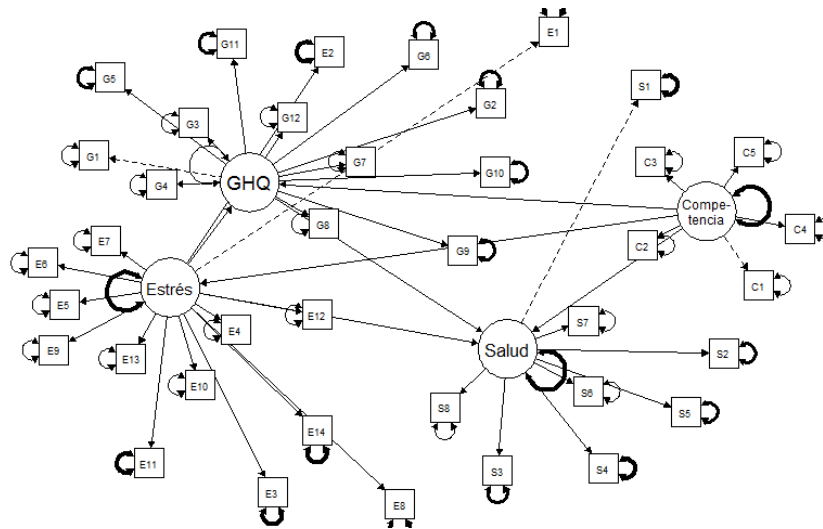 E1
G6
G11
E2
G5
S1
G2
G12
G3
C5
G1
C3
G7
G10
G4
GHQ
Compe-
tencia
G8
C4
E7
G9
C2
E6
C1
Estrés
E5
E12
S7
E4
E9
E13
Salud
S2
E10
S6
S8
S5
E14
E11
S3
S4
E3
E8